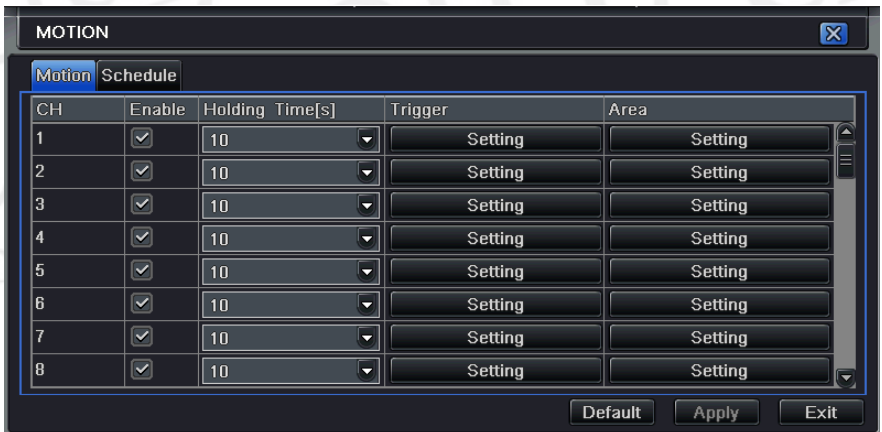 MOTION
Motion Schedule
CH Enable Holding Time[s] Trigger Area
1 10 Setting Setting
2 10 Setting Setting
3 10 Setting Setting
4 10 Setting Setting
5 10 Setting Setting
6 10 Setting Setting
7 10 Setting Setting
8 10 Setting Setting
Default Apply Exit